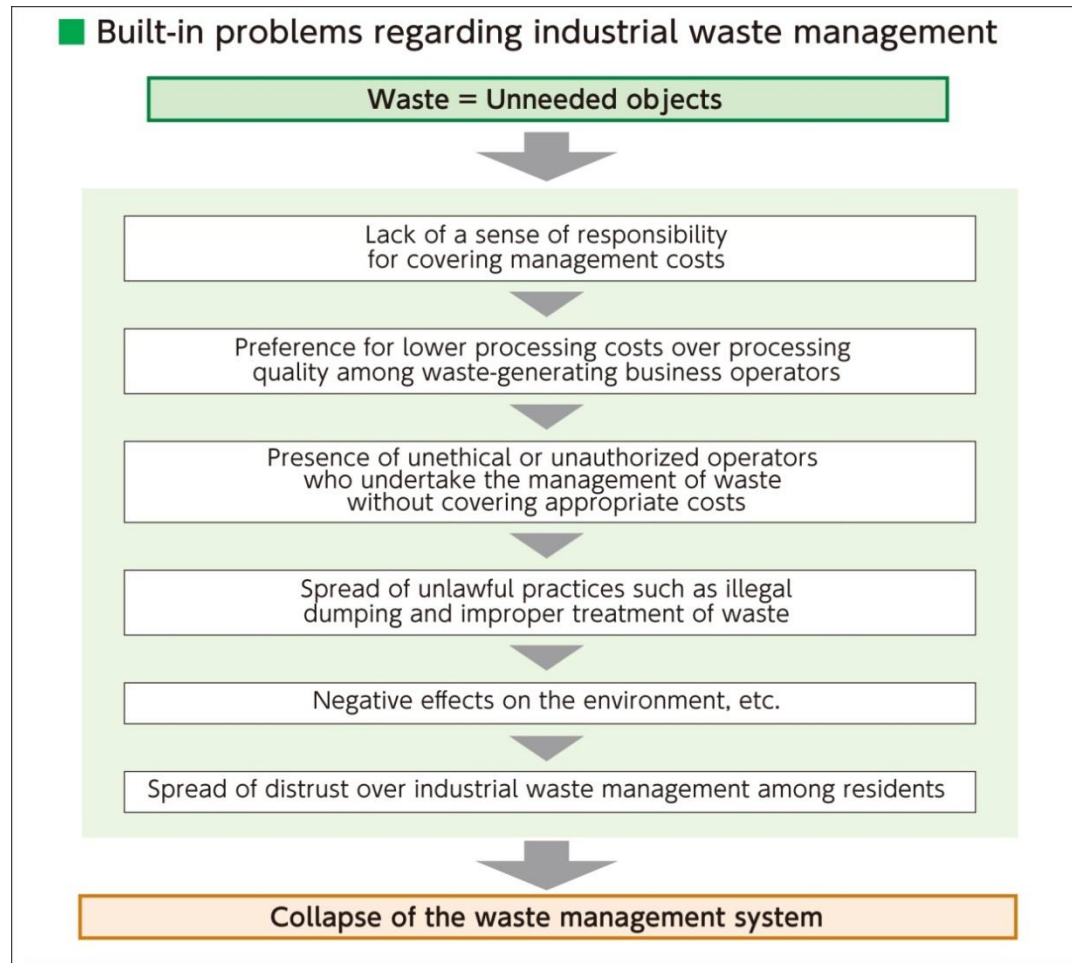 Built-in problems regarding industrial waste management
Waste = Unneeded objects
Lack of a sense of responsibility
for covering management costs
Preference for lower processing costs over processing
quality among waste-generating business operators
Presence of unethical or unauthorized operators
who undertake the management of waste
without covering appropriate costs
Spread of unlawful practices such as illegal
dumping and improper treatment of waste
Negative effects on the environment, etc.
Spread of distrust over industrial waste management among residents
Collapse of the waste management system